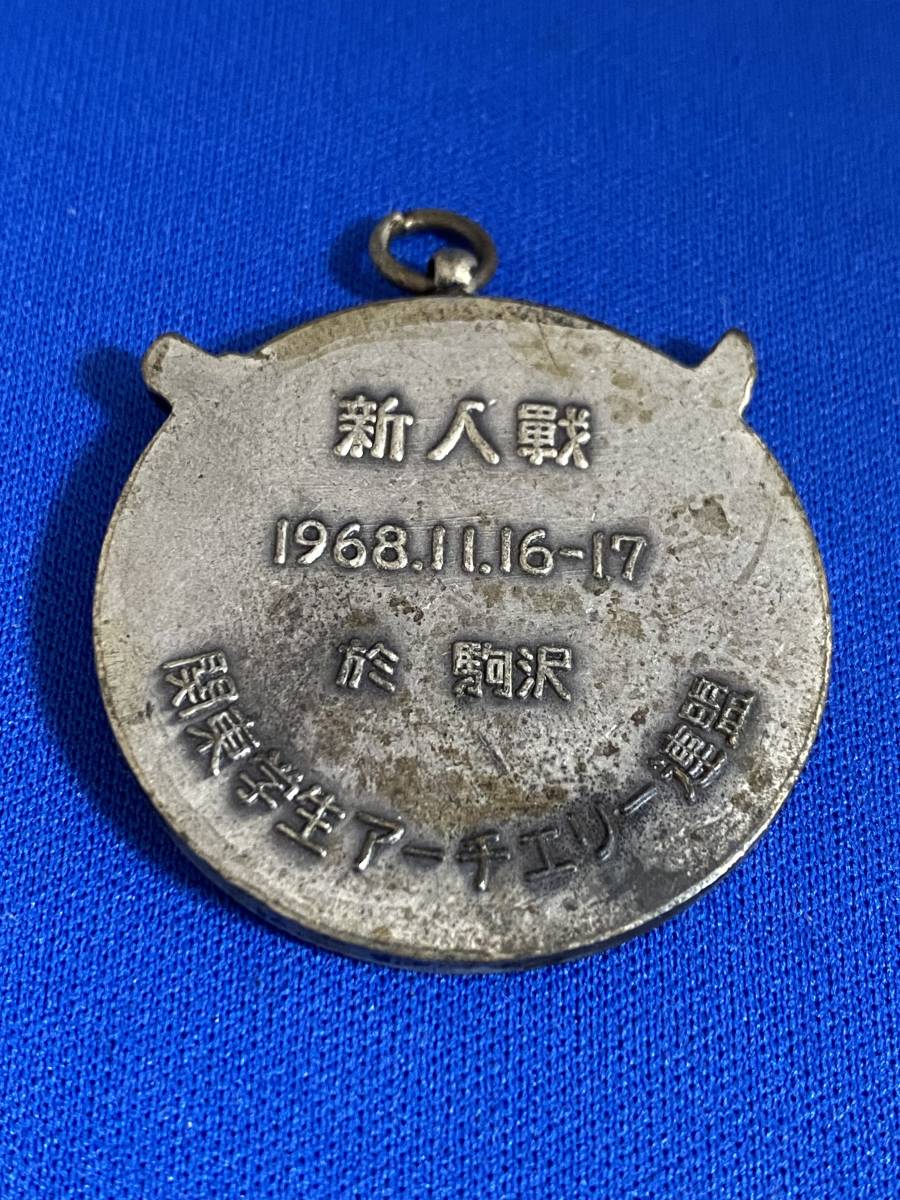 新人戰
1968.11.16-17
於 駒沢
関東学生アーチェリー連盟